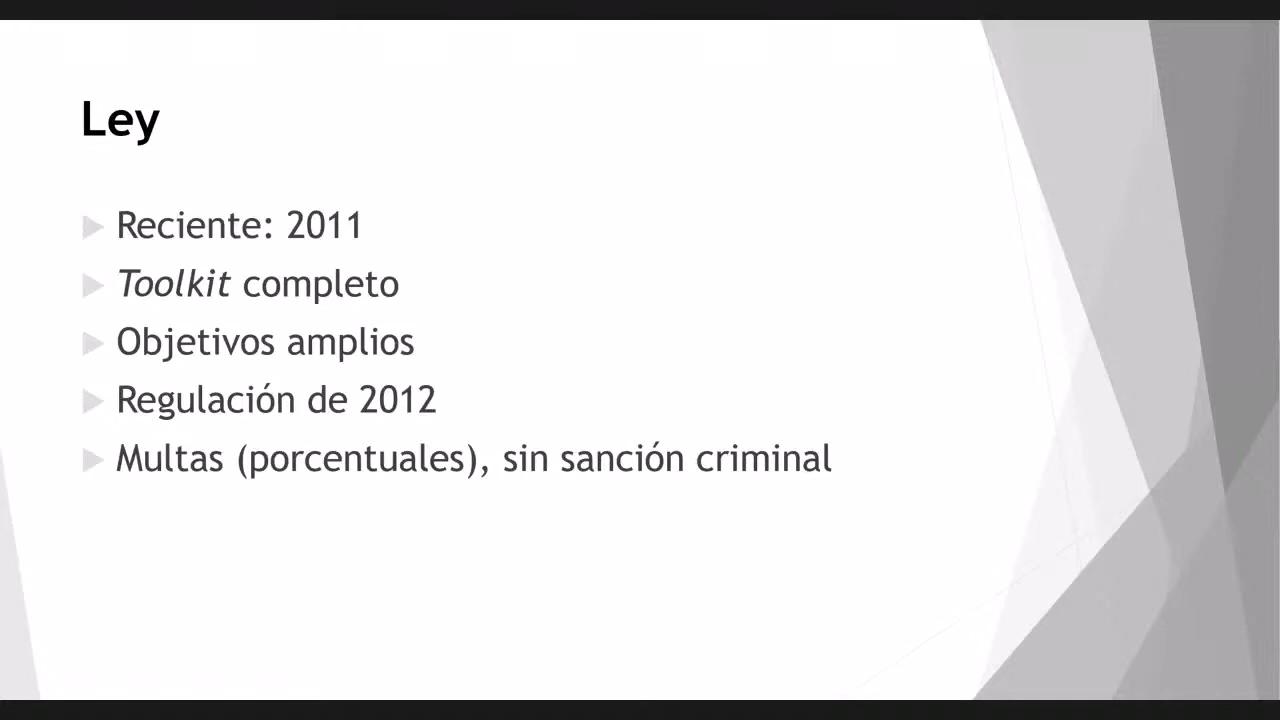 Ley
Reciente: 2011
Toolkit completo
Objetivos amplios
Regulación de 2012
Multas (porcentuales), sin sanción criminal